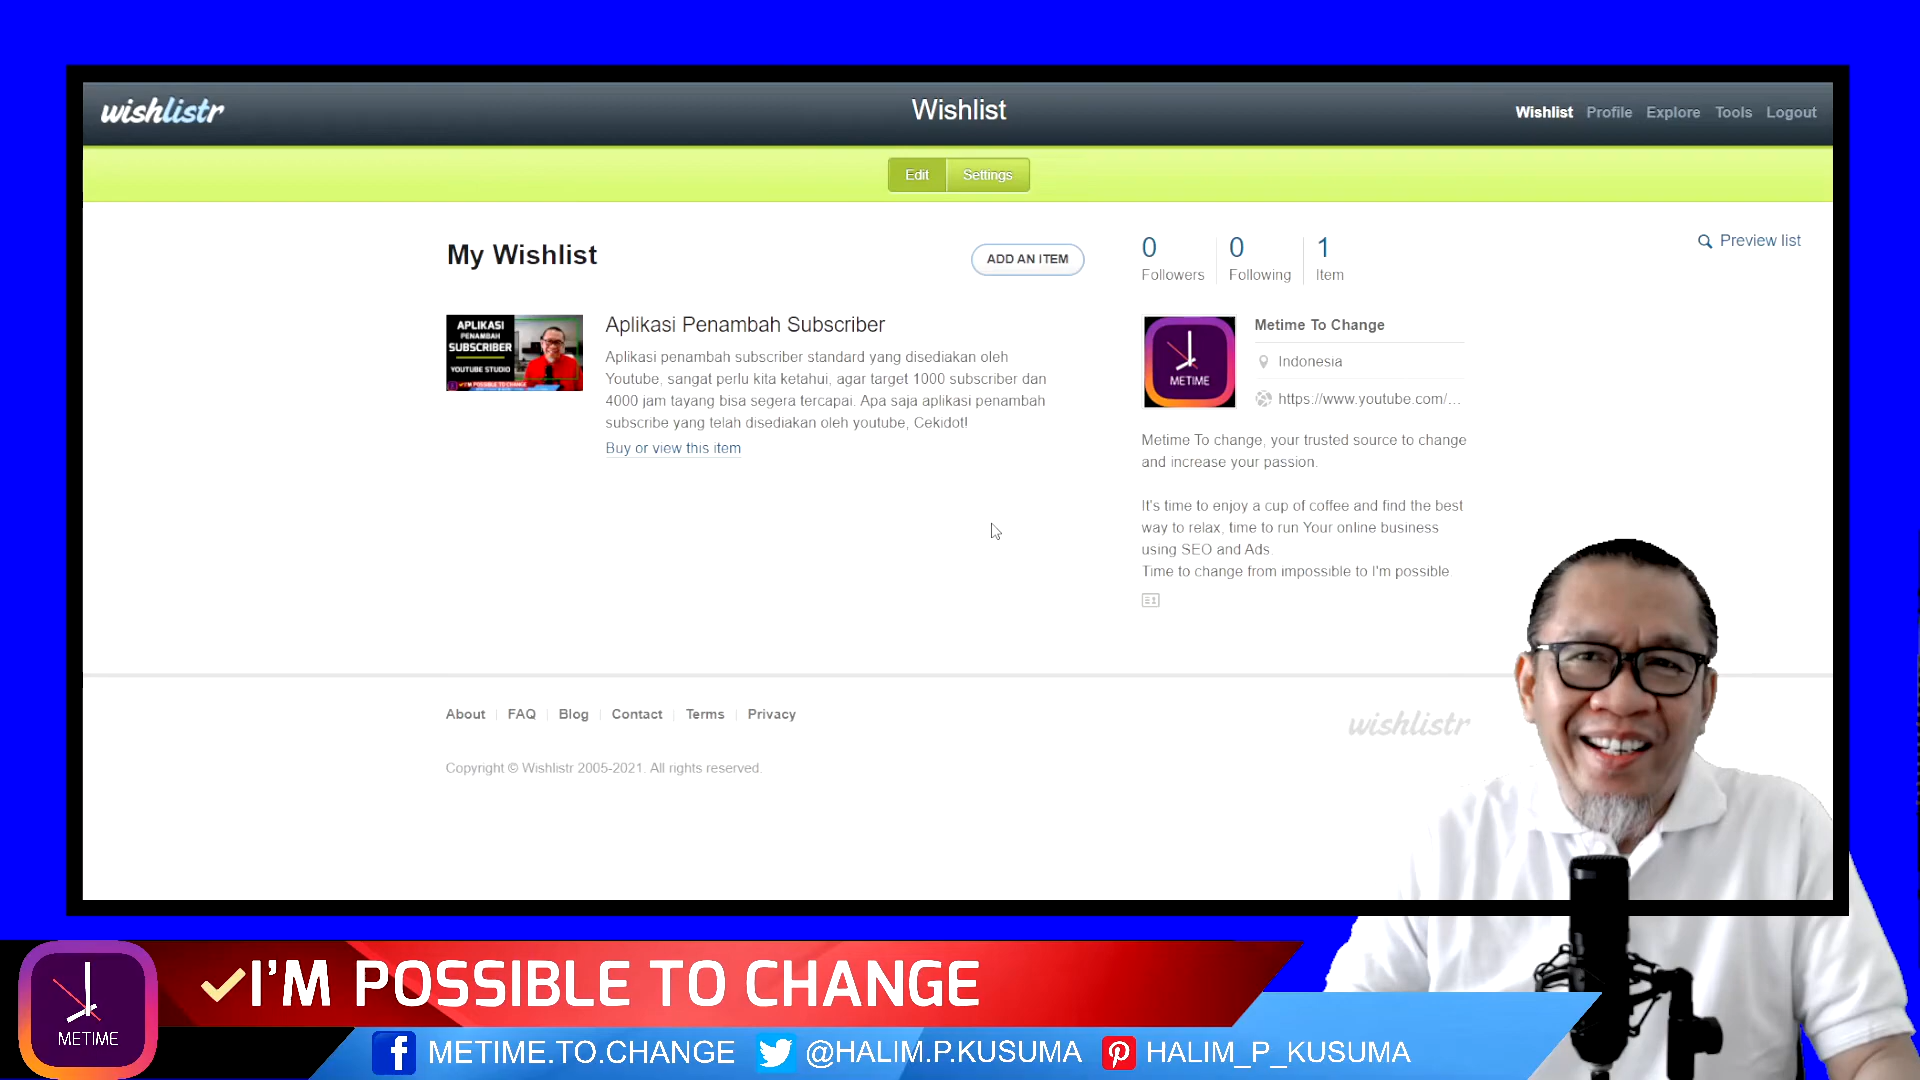 wishlistr
Wishlist
Wishlist Profile Explore Tools Logout
Edit Settings
My Wishlist
ADD AN ITEM
0 Followers
0 Following
1 Item
Preview list
APLIKASI
PENAMBAH
SUBSCRIBER
YOUTUBE STUDIO
I'M POSSIBLE TO CHANGE
Aplikasi Penambah Subscriber
Aplikasi penambah subscriber standard yang disediakan oleh
Youtube, sangat perlu kita ketahui, agar target 1000 subscriber dan
4000 jam tayang bisa segera tercapai. Apa saja aplikasi penambah
subscribe yang telah disediakan oleh youtube, Cekidot!
Buy or view this item
METIME
Metime To Change
Indonesia
https://www.youtube.com/...
Metime To change, your trusted source to change
and increase your passion.
It's time to enjoy a cup of coffee and find the best
way to relax, time to run Your online business
using SEO and Ads.
Time to change from impossible to I'm possible
About FAQ Blog Contact Terms Privacy
wishlistr
Copyright © Wishlistr 2005-2021. All rights reserved.
METIME
I'M POSSIBLE TO CHANGE
METIME.TO.CHANGE @HALIM.P.KUSUMA HALIM_P_KUSUMA